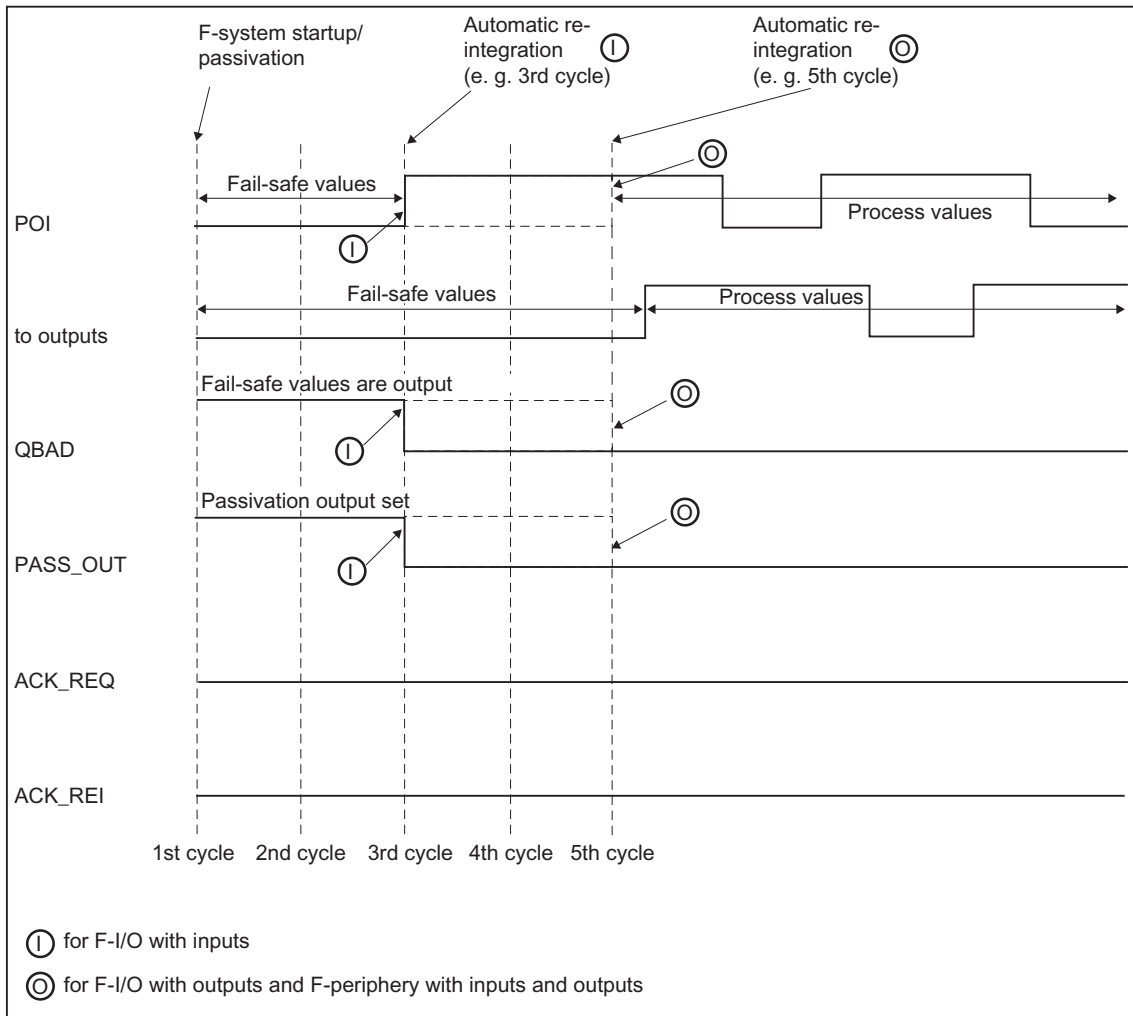 F-system startup/
passivation
Automatic re-
integration
(e. g. 3rd cycle)
I
Automatic re-
integration
(e. g. 5th cycle)
O
O
Fail-safe values
POI
Process values
I
Fail-safe values
Process values
to outputs
Fail-safe values are output
O
QBAD
I
Passivation output set
O
PASS_OUT
I
ACK_REQ
ACK_REI
1st cycle 2nd cycle 3rd cycle 4th cycle 5th cycle
I for F-I/O with inputs
O for F-I/O with outputs and F-periphery with inputs and outputs